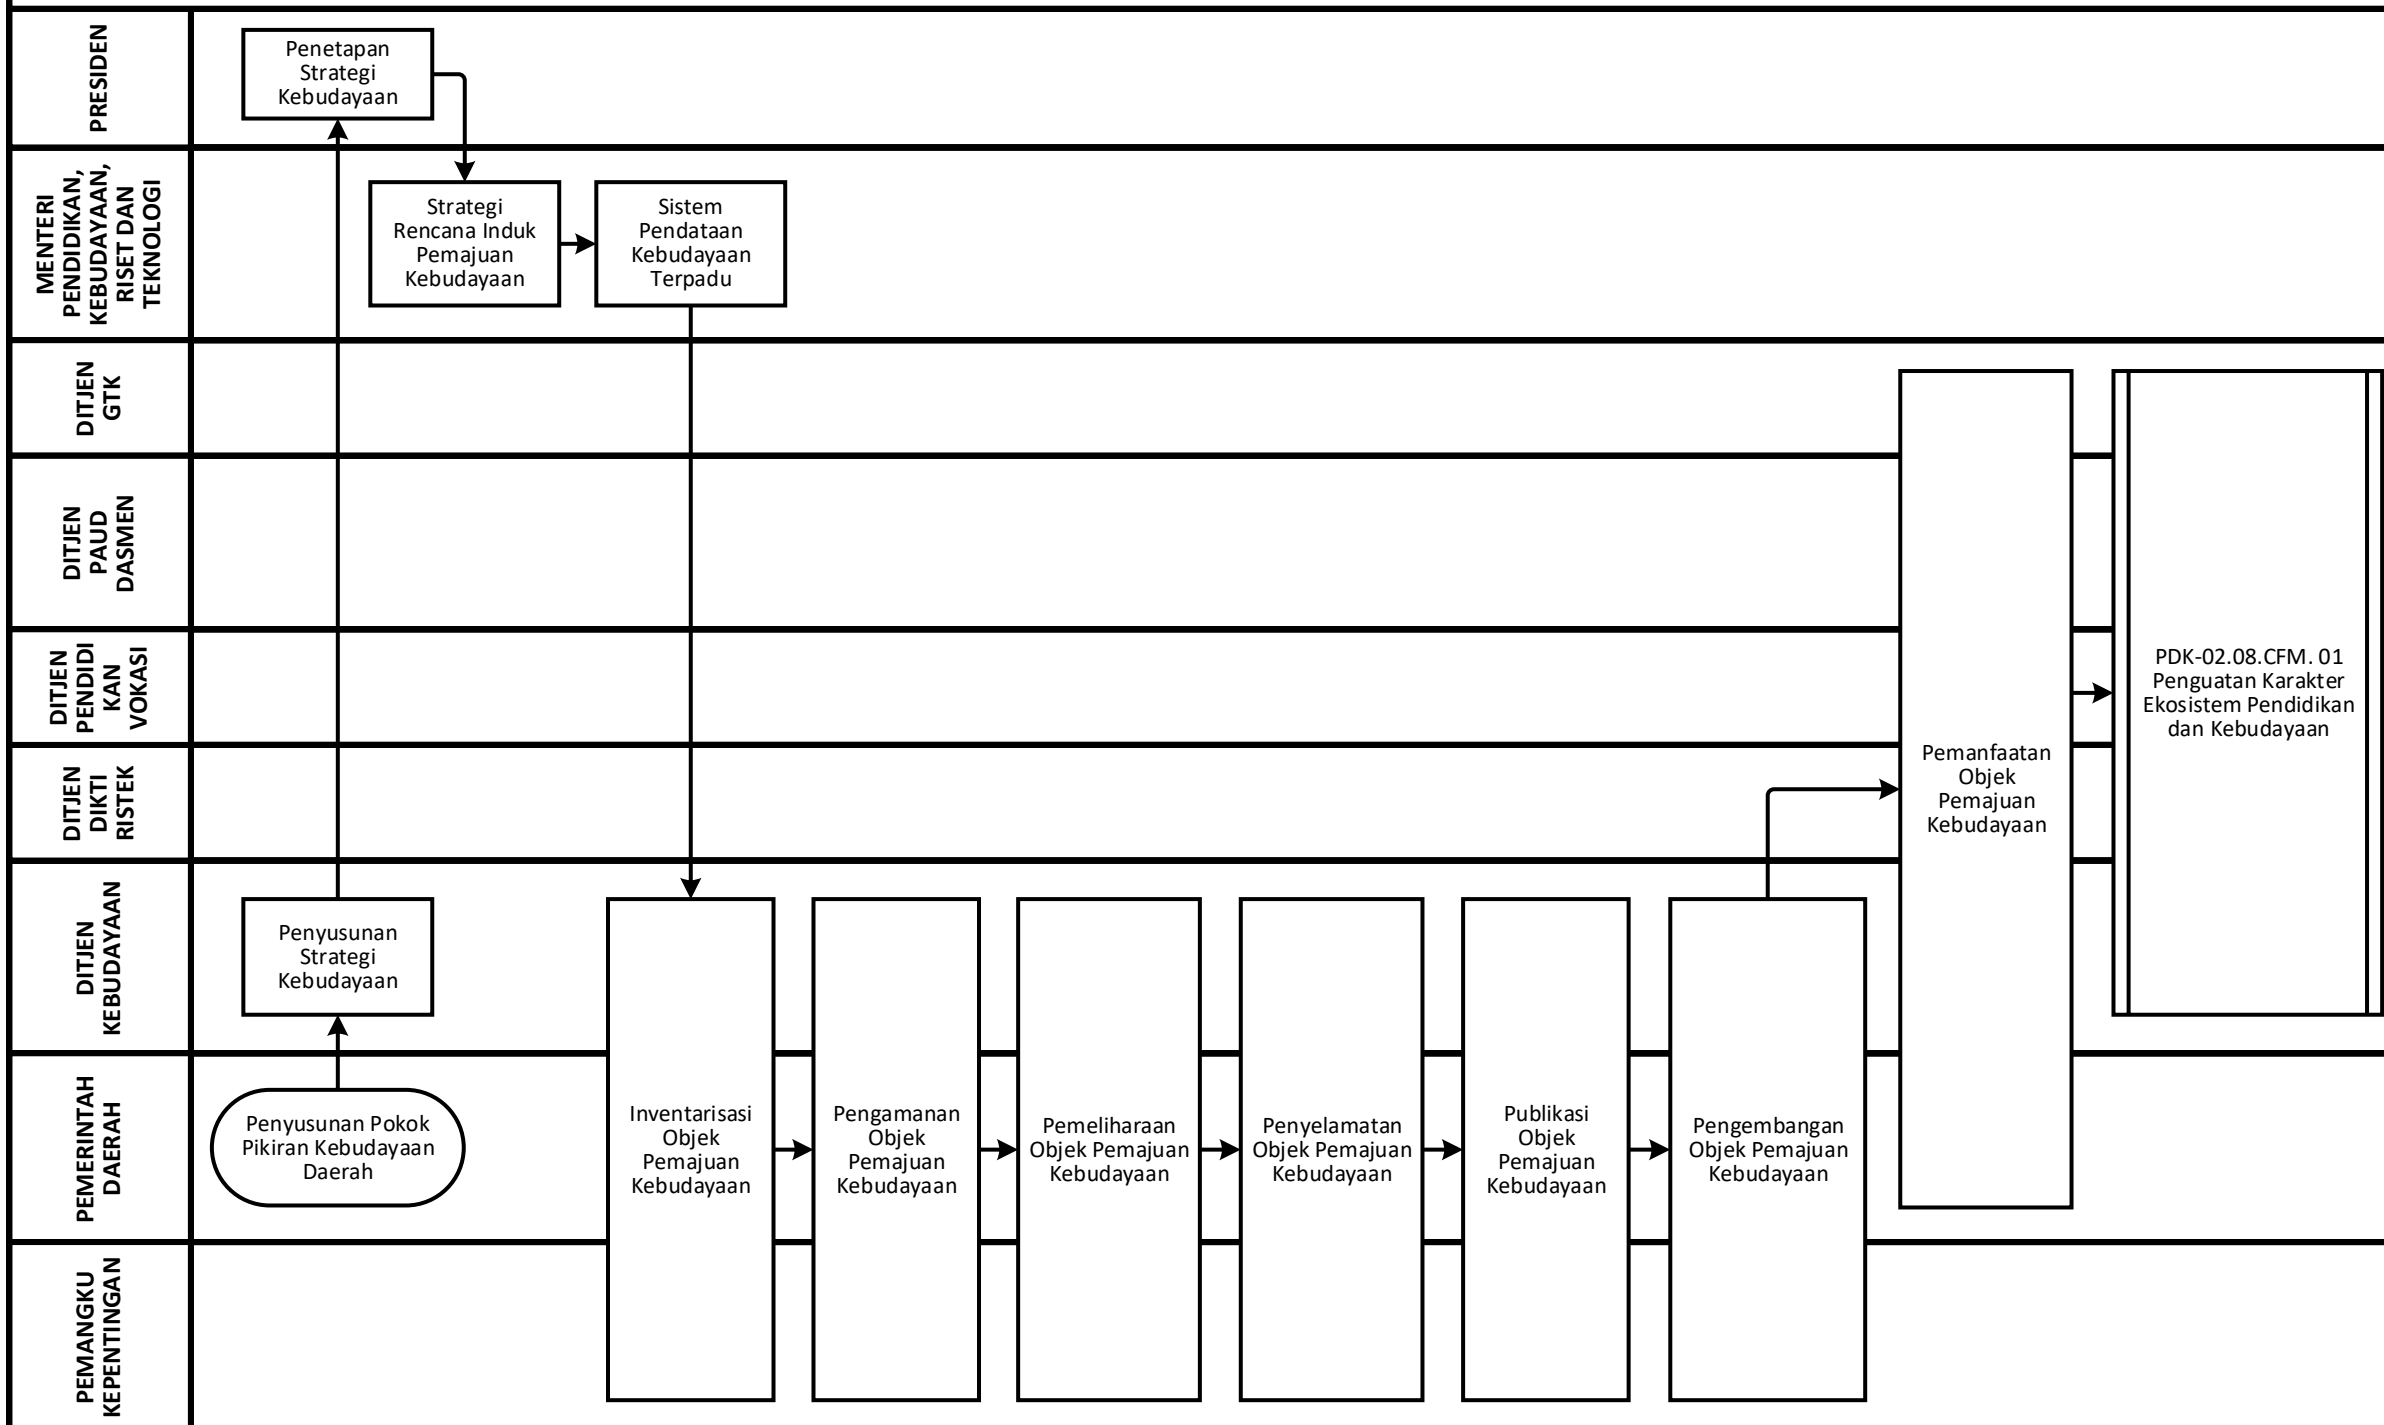 PRESIDEN
Penetapan
Strategi
Kebudayaan
MENTERI
PENDIDIKAN,
KEBUDAYAAN,
RISET DAN
TEKNOLOGI
Strategi
Rencana Induk
Pemajuan
Kebudayaan
Sistem
Pendataan
Kebudayaan
Terpadu
DITJEN
GTK
DITJEN
PAUD
DASMEN
DITJEN
PENDIDI
KAN
VOKASI
DITJEN
DIKTI
RISTEK
Pemanfaatan
Objek
Pemajuan
Kebudayaan
PDK-02.08.CFM. 01
Penguatan Karakter
Ekosistem Pendidikan
dan Kebudayaan
DITJEN
KEBUDAYAAN
Penyusunan
Strategi
Kebudayaan
PEMERINTAH
DAERAH
Penyusunan Pokok
Pikiran Kebudayaan
Daerah
Inventarisasi
Objek
Pemajuan
Kebudayaan
Pengamanan
Objek
Pemajuan
Kebudayaan
Pemeliharaan
Objek Pemajuan
Kebudayaan
Penyelamatan
Objek Pemajuan
Kebudayaan
Publikasi
Objek
Pemajuan
Kebudayaan
Pengembangan
Objek Pemajuan
Kebudayaan
PEMANGKU
KEPENTINGAN